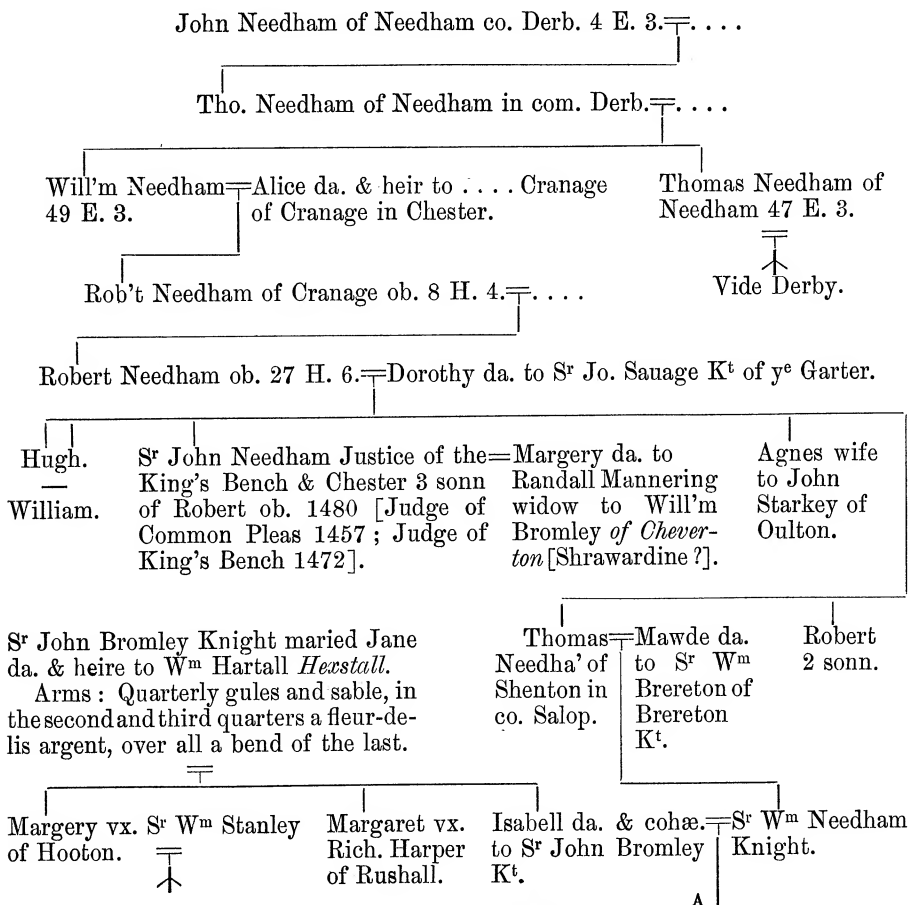 John Needham of Needham co. Derb. 4 E. 3.=. . . .
Tho. Needham of Needham in com. Derb.=. . . .
Will'm Needham=Alice da. & heir to . . . . Cranage
49 E. 3.
of Cranage in Chester.
Thomas Needham of
Needham 47 E. 3.
Vide Derby.
Rob't Needham of Cranage ob. 8 H. 4.=. . . .
Robert Needham ob. 27 H. 6.=Dorothy da. to Sʳ Jo. Sauage Kᵗ of yᵉ Garter.
Hugh.
—
William.
Sʳ John Needham Justice of the=Margery da. to
King's Bench & Chester 3 sonn
of Robert ob. 1480 [Judge of
Common Pleas 1457 ; Judge of
King's Bench 1472].
Randall Mannering
widow to Will'm
Bromley of Chever-
ton [Shrawardine ?].
Agnes wife
to John
Starkey of
Oulton.
Thomas=Mawde da.
Needha' of
Shenton in
co. Salop.
to Sʳ Wᵐ
Brereton of
Brereton
Kᵗ.
Robert
2 sonn.
Sʳ John Bromley Knight maried Jane
da. & heire to Wᵐ Hartall Hexstall.
Arms : Quarterly gules and sable, in
the second and third quarters a fleur-de-
lis argent, over all a bend of the last.
Margery vx. Sʳ Wᵐ Stanley
of Hooton.
Margaret vx.
Rich. Harper
of Rushall.
Isabell da. & cohæ.=Sʳ Wᵐ Needham
to Sʳ John Bromley
Kᵗ.
Knight.
A